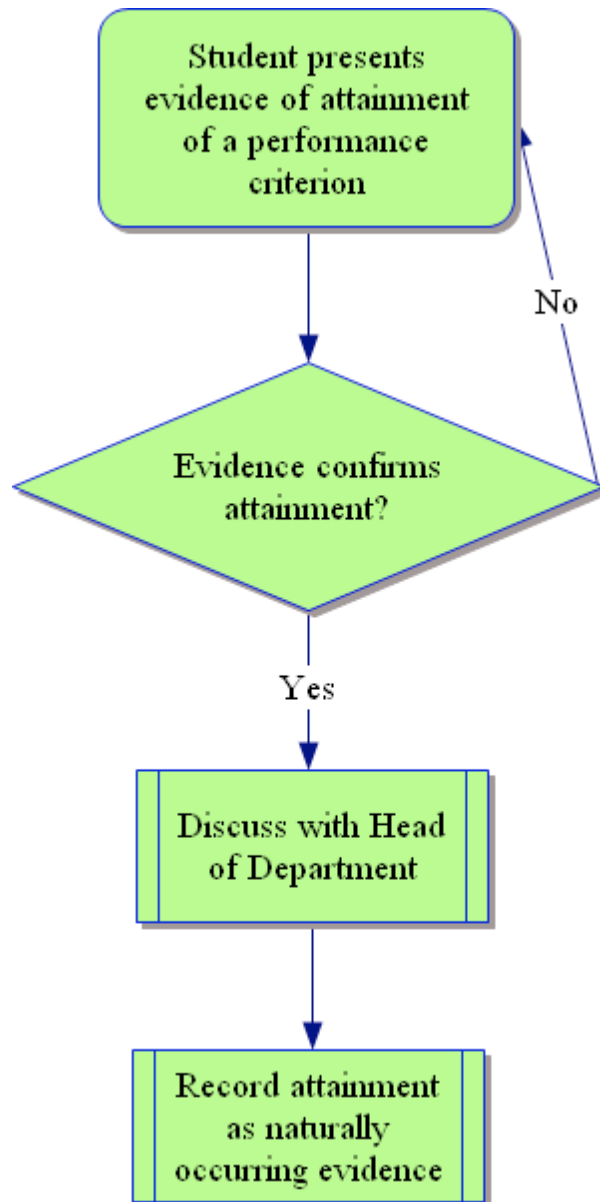 Student presents
evidence of attainment
of a performance
criterion
No
Evidence confirms
attainment?
Yes
Discuss with Head
of Department
Record attainment
as naturally
occurring evidence